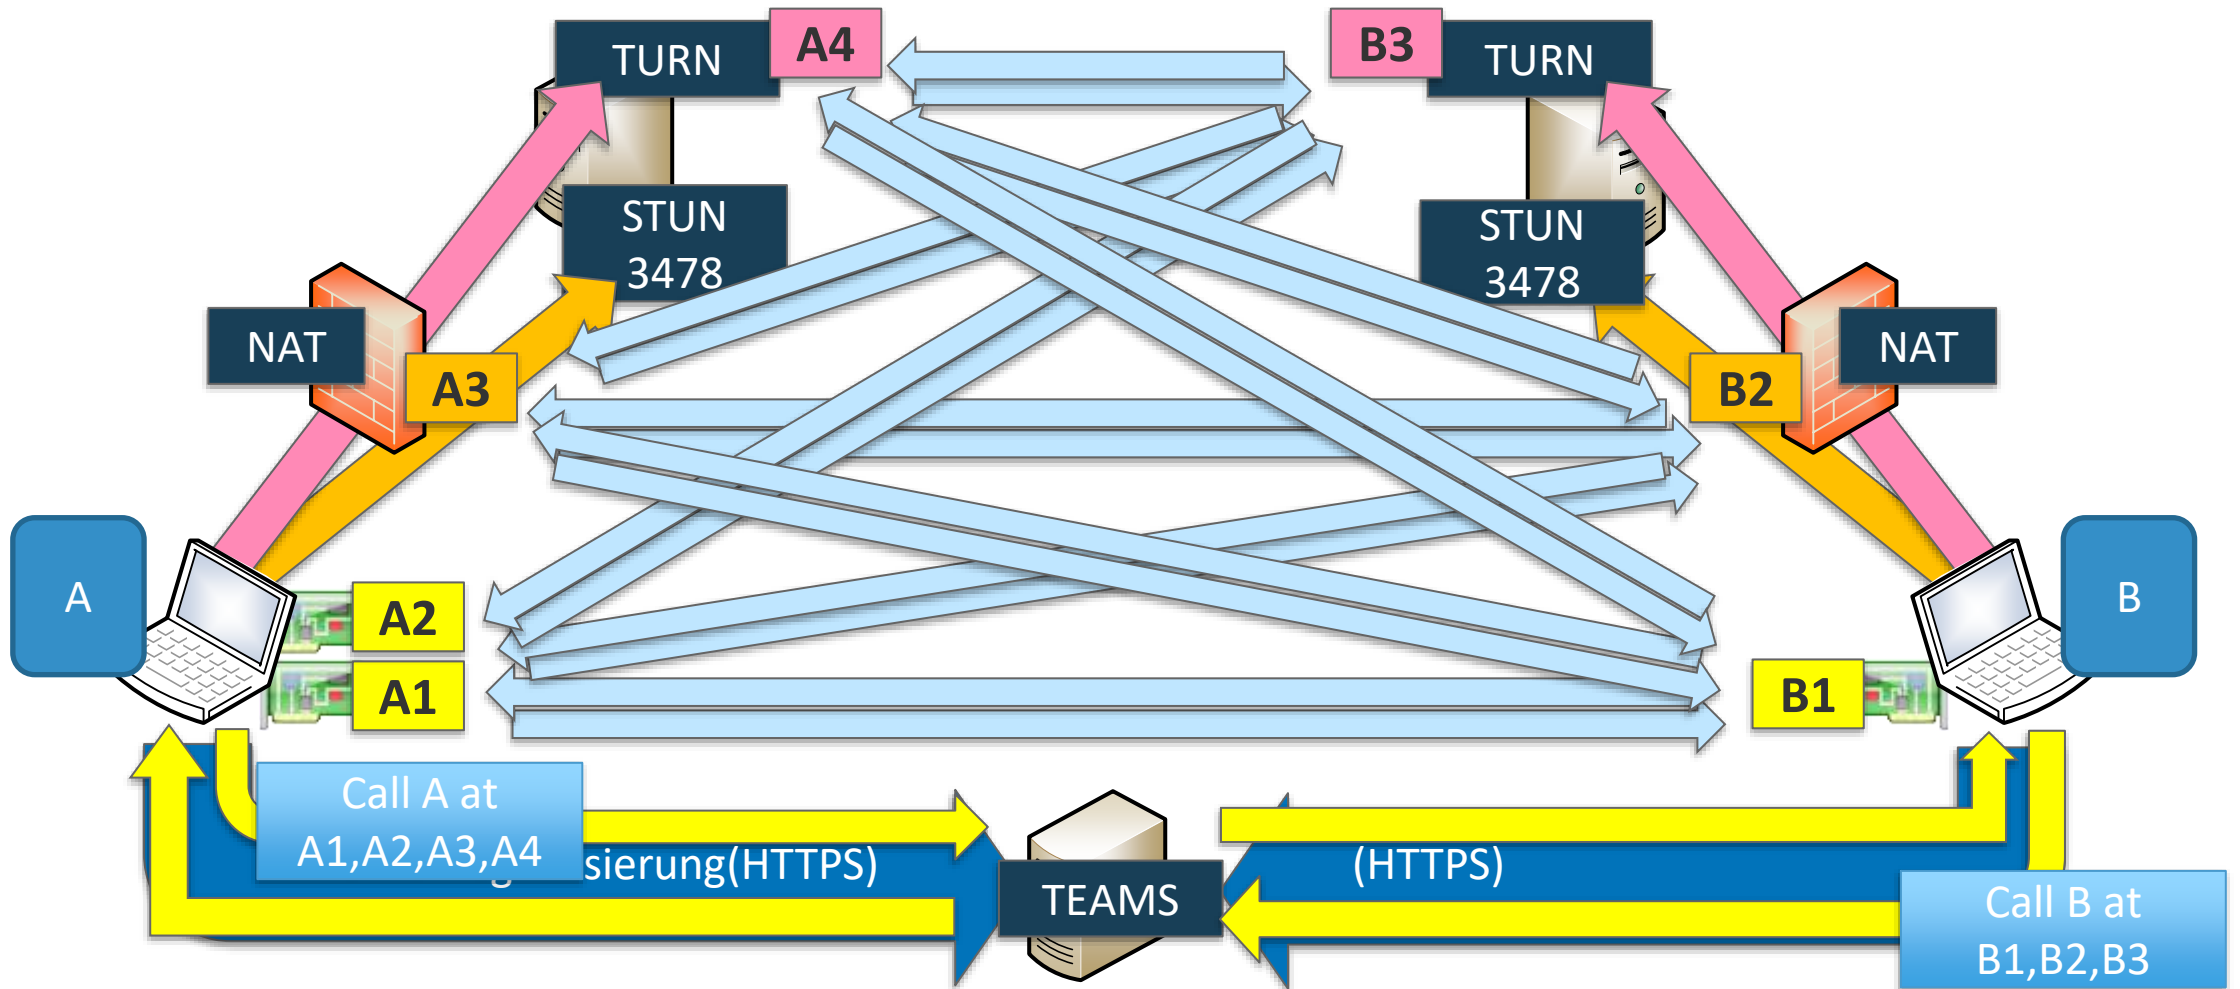 TURN
A4
B3
TURN
STUN
3478
STUN
3478
NAT
A3
B2
NAT
A
A2
A1
B1
B
Call A at
A1,A2,A3,A4
(HTTPS)
(HTTPS)
TEAMS
Call B at
B1,B2,B3